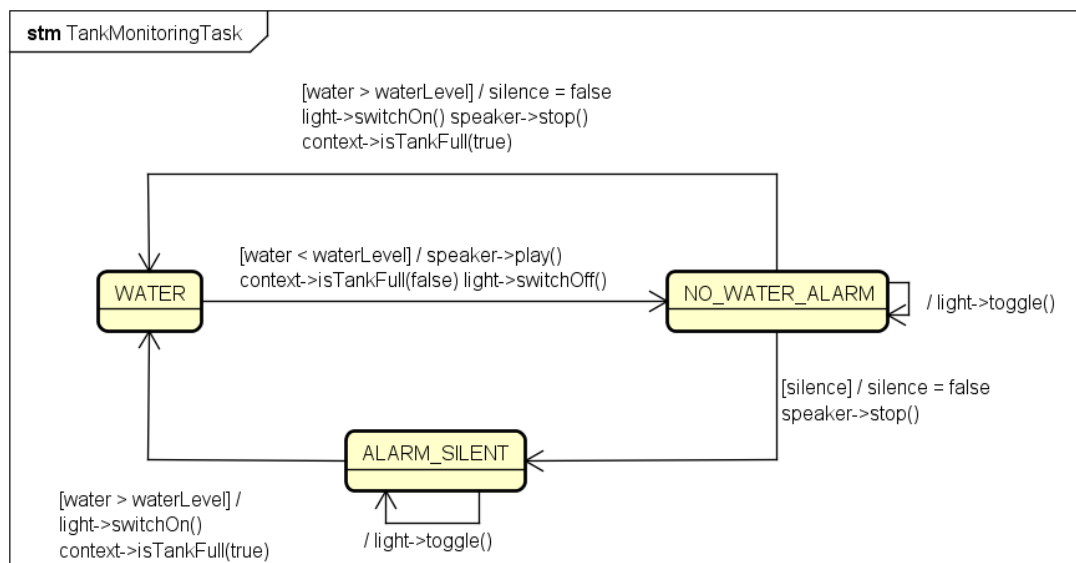 stm TankMonitoringTask
[water > waterLevel] / silence = false
light->switchOn() speaker->stop()
context->isTankFull(true)
[water < waterLevel] / speaker->play()
context->isTankFull(false) light->switchOff()
WATER
NO_WATER_ALARM
/ light->toggle()
[silence] / silence = false
speaker->stop()
ALARM_SILENT
[water > waterLevel] /
light->switchOn()
context->isTankFull(true)
/ light->toggle()